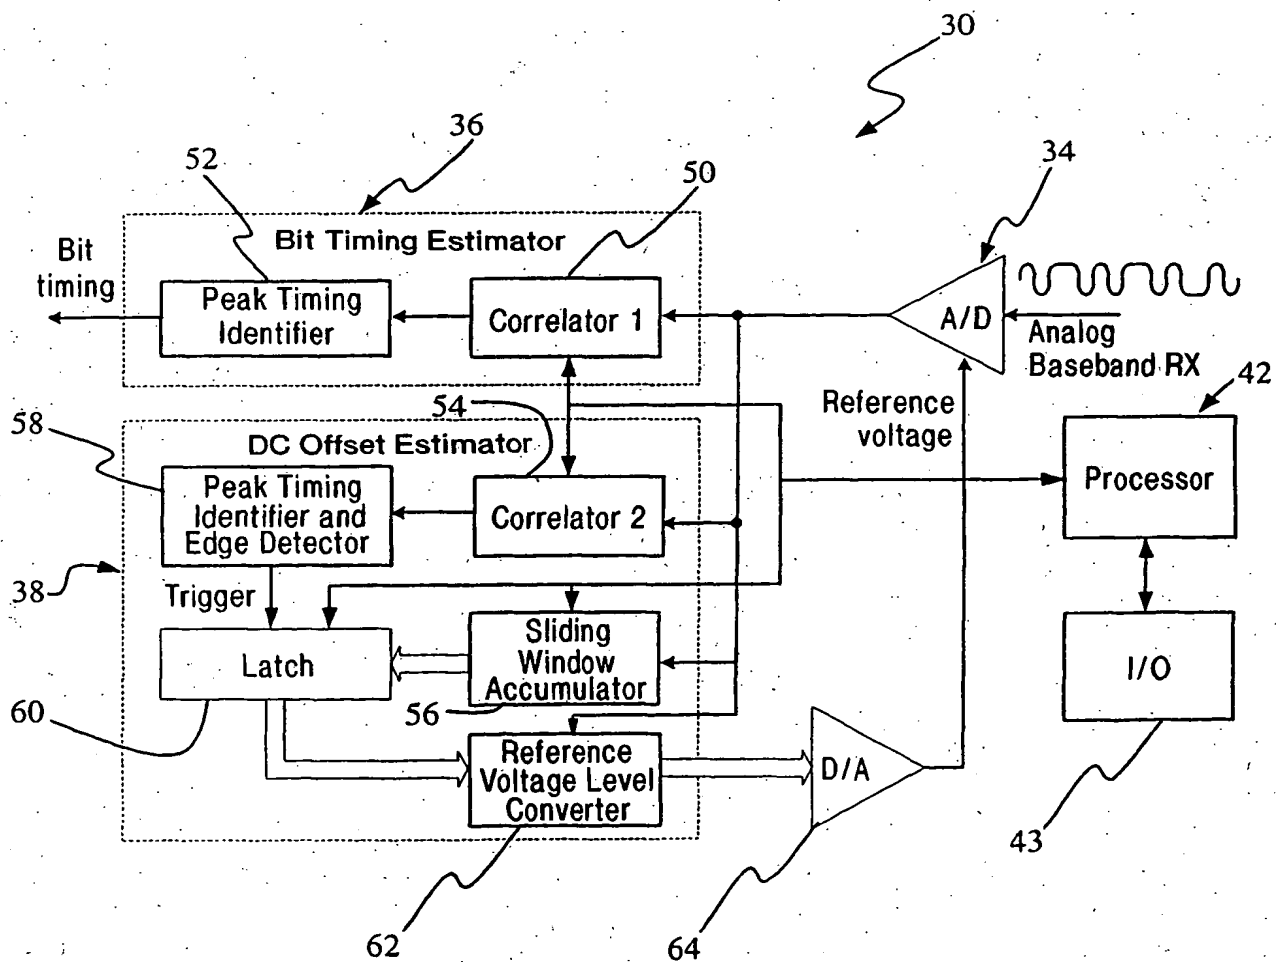 30
36
52
50
34
Bit Timing Estimator
Bit
timing
Peak Timing
Identifier
Correlator 1
A/D
Analog
Baseband RX
42
54
Reference
voltage
58
DC Offset Estimator
Peak Timing
Identifier and
Edge Detector
Correlator 2
Processor
38
Trigger
Latch
Sliding
Window
Accumulator
I/O
60
56
Reference
Voltage Level
Converter
D/A
43
62
64